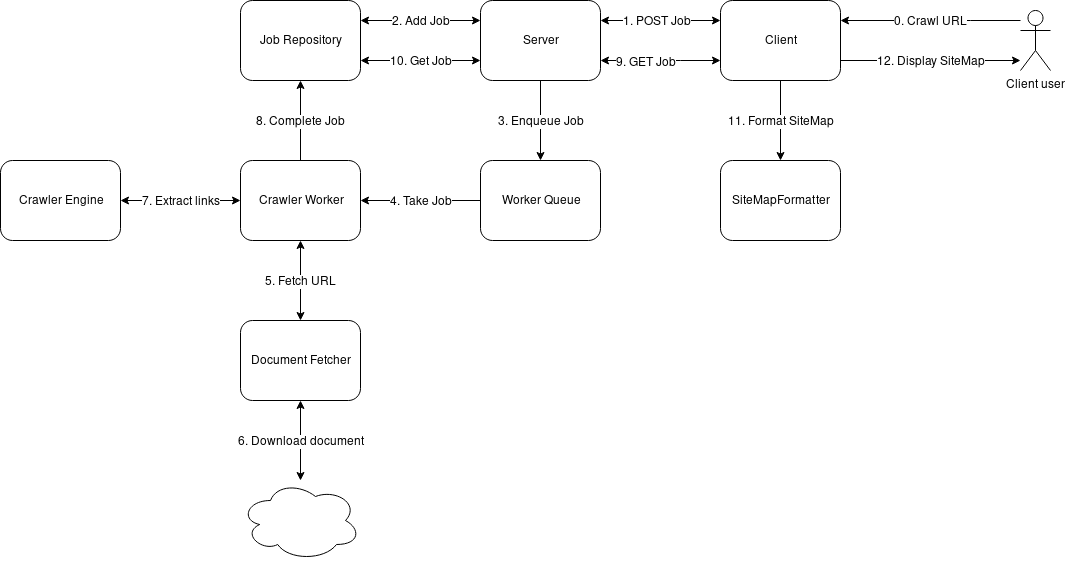 2. Add Job
1. POST Job
0. Crawl URL
Job Repository
Server
Client
10. Get Job
9. GET Job
12. Display SiteMap
Client user
8. Complete Job
3. Enqueue Job
11. Format SiteMap
Crawler Engine
7. Extract links
Crawler Worker
4. Take Job
Worker Queue
SiteMapFormatter
5. Fetch URL
Document Fetcher
6. Download document